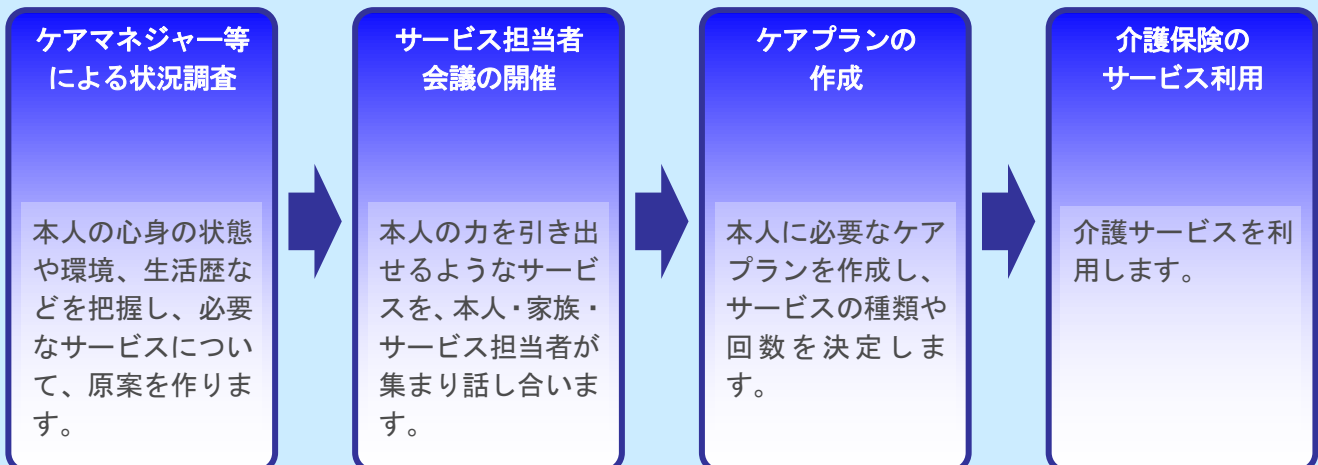 ケアマネジャー等
による状況調査
本人の心身の状態
や環境、生活歴な
どを把握し、必要
なサービスについ
て、原案を作りま
す。
サービス担当者
会議の開催
本人の力を引き出
せるようなサービ
スを、本人・家族・
サービス担当者が
集まり話し合いま
す。
ケアプランの
作成
本人に必要なケア
プランを作成し、
サービスの種類や
回数を決定しま
す。
介護保険の
サービス利用
介護サービスを利
用します。